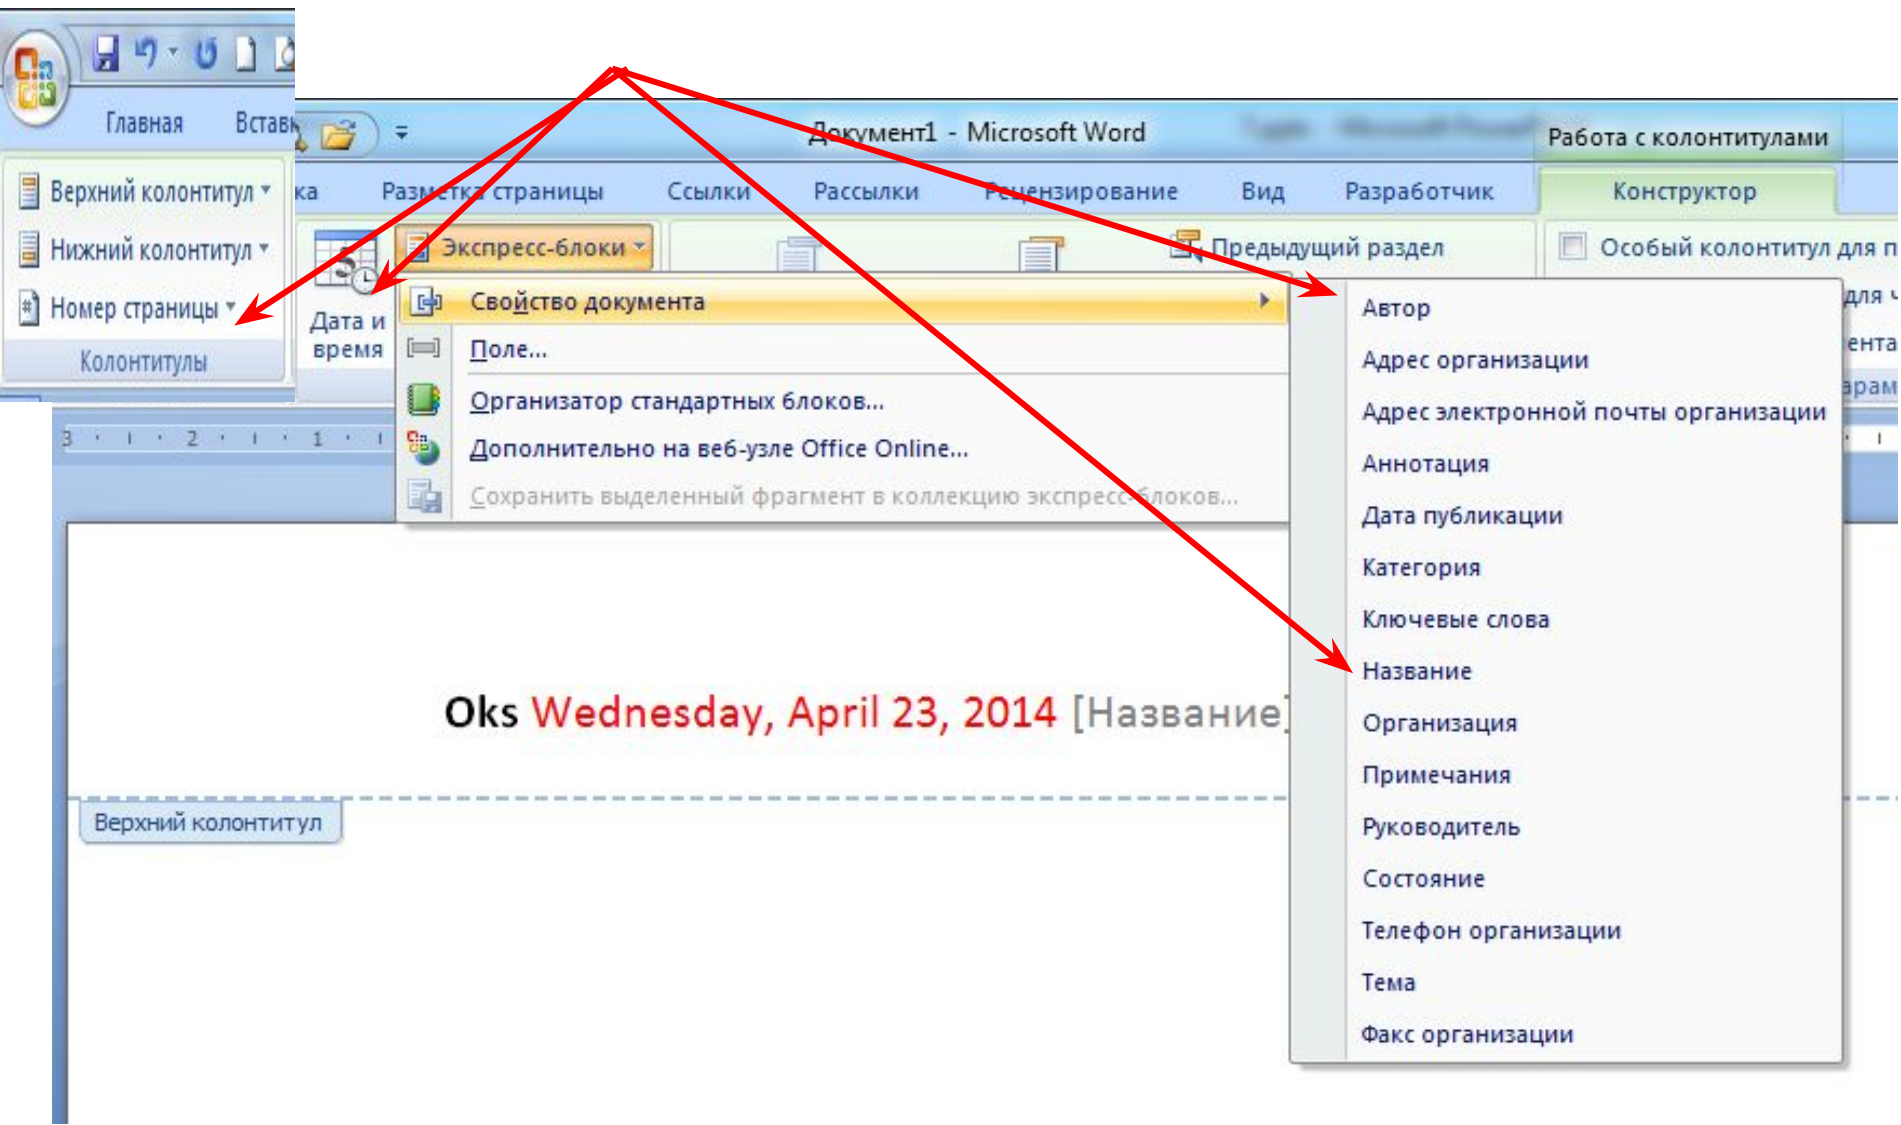 Документ1 - Microsoft Word
Работа с колонтитулами
Главная
Разметка страницы
Ссылки
Рассылки
Рецензирование
Вид
Разработчик
Конструктор
Верхний колонтитул
Нижний колонтитул
Номер страницы
Колонтитулы
Дата и
время
Экспресс-блоки
Предыдущий раздел
Особый колонтитул для п
для ч
Свойство документа
Поле...
Организатор стандартных блоков...
Дополнительно на веб-узле Office Online...
Сохранить выделенный фрагмент в коллекцию экспресс-блоков...
Автор
Адрес организации
Адрес электронной почты организации
Аннотация
Дата публикации
Категория
Ключевые слова
Название
Организация
Примечания
Руководитель
Состояние
Телефон организации
Тема
Факс организации
3 · ı · 2 · ı · 1 · ı
Oks Wednesday, April 23, 2014 [Название]
Верхний колонтитул